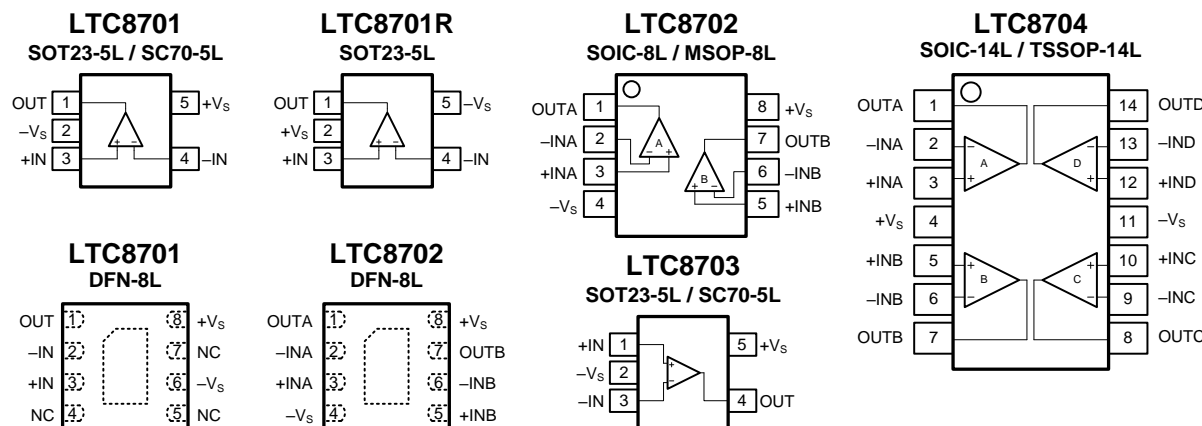 LTC8701
SOT23-5L / SC70-5L
OUT 1
–VS 2
+IN 3
5 +VS
4 –IN
+ –
LTC8701R
SOT23-5L
OUT 1
+VS 2
+IN 3
5 –VS
4 –IN
+ –
LTC8702
SOIC-8L / MSOP-8L
OUTA 1
–INA 2
+INA 3
–VS 4
8 +VS
7 OUTB
6 –INB
5 +INB
A
– +
B
+ –
LTC8704
SOIC-14L / TSSOP-14L
OUTA 1
–INA 2
+INA 3
+VS 4
+INB 5
–INB 6
OUTB 7
14 OUTD
13 –IND
12 +IND
11 –VS
10 +INC
9 –INC
8 OUTC
– A +
– D +
+ B –
+ C –
LTC8701
DFN-8L
OUT 1
–IN 2
+IN 3
NC 4
8 +VS
7 NC
6 –VS
5 NC
LTC8702
DFN-8L
OUTA 1
–INA 2
+INA 3
–VS 4
8 +VS
7 OUTB
6 –INB
5 +INB
LTC8703
SOT23-5L / SC70-5L
+IN 1
–VS 2
–IN 3
5 +VS
4 OUT
+
–